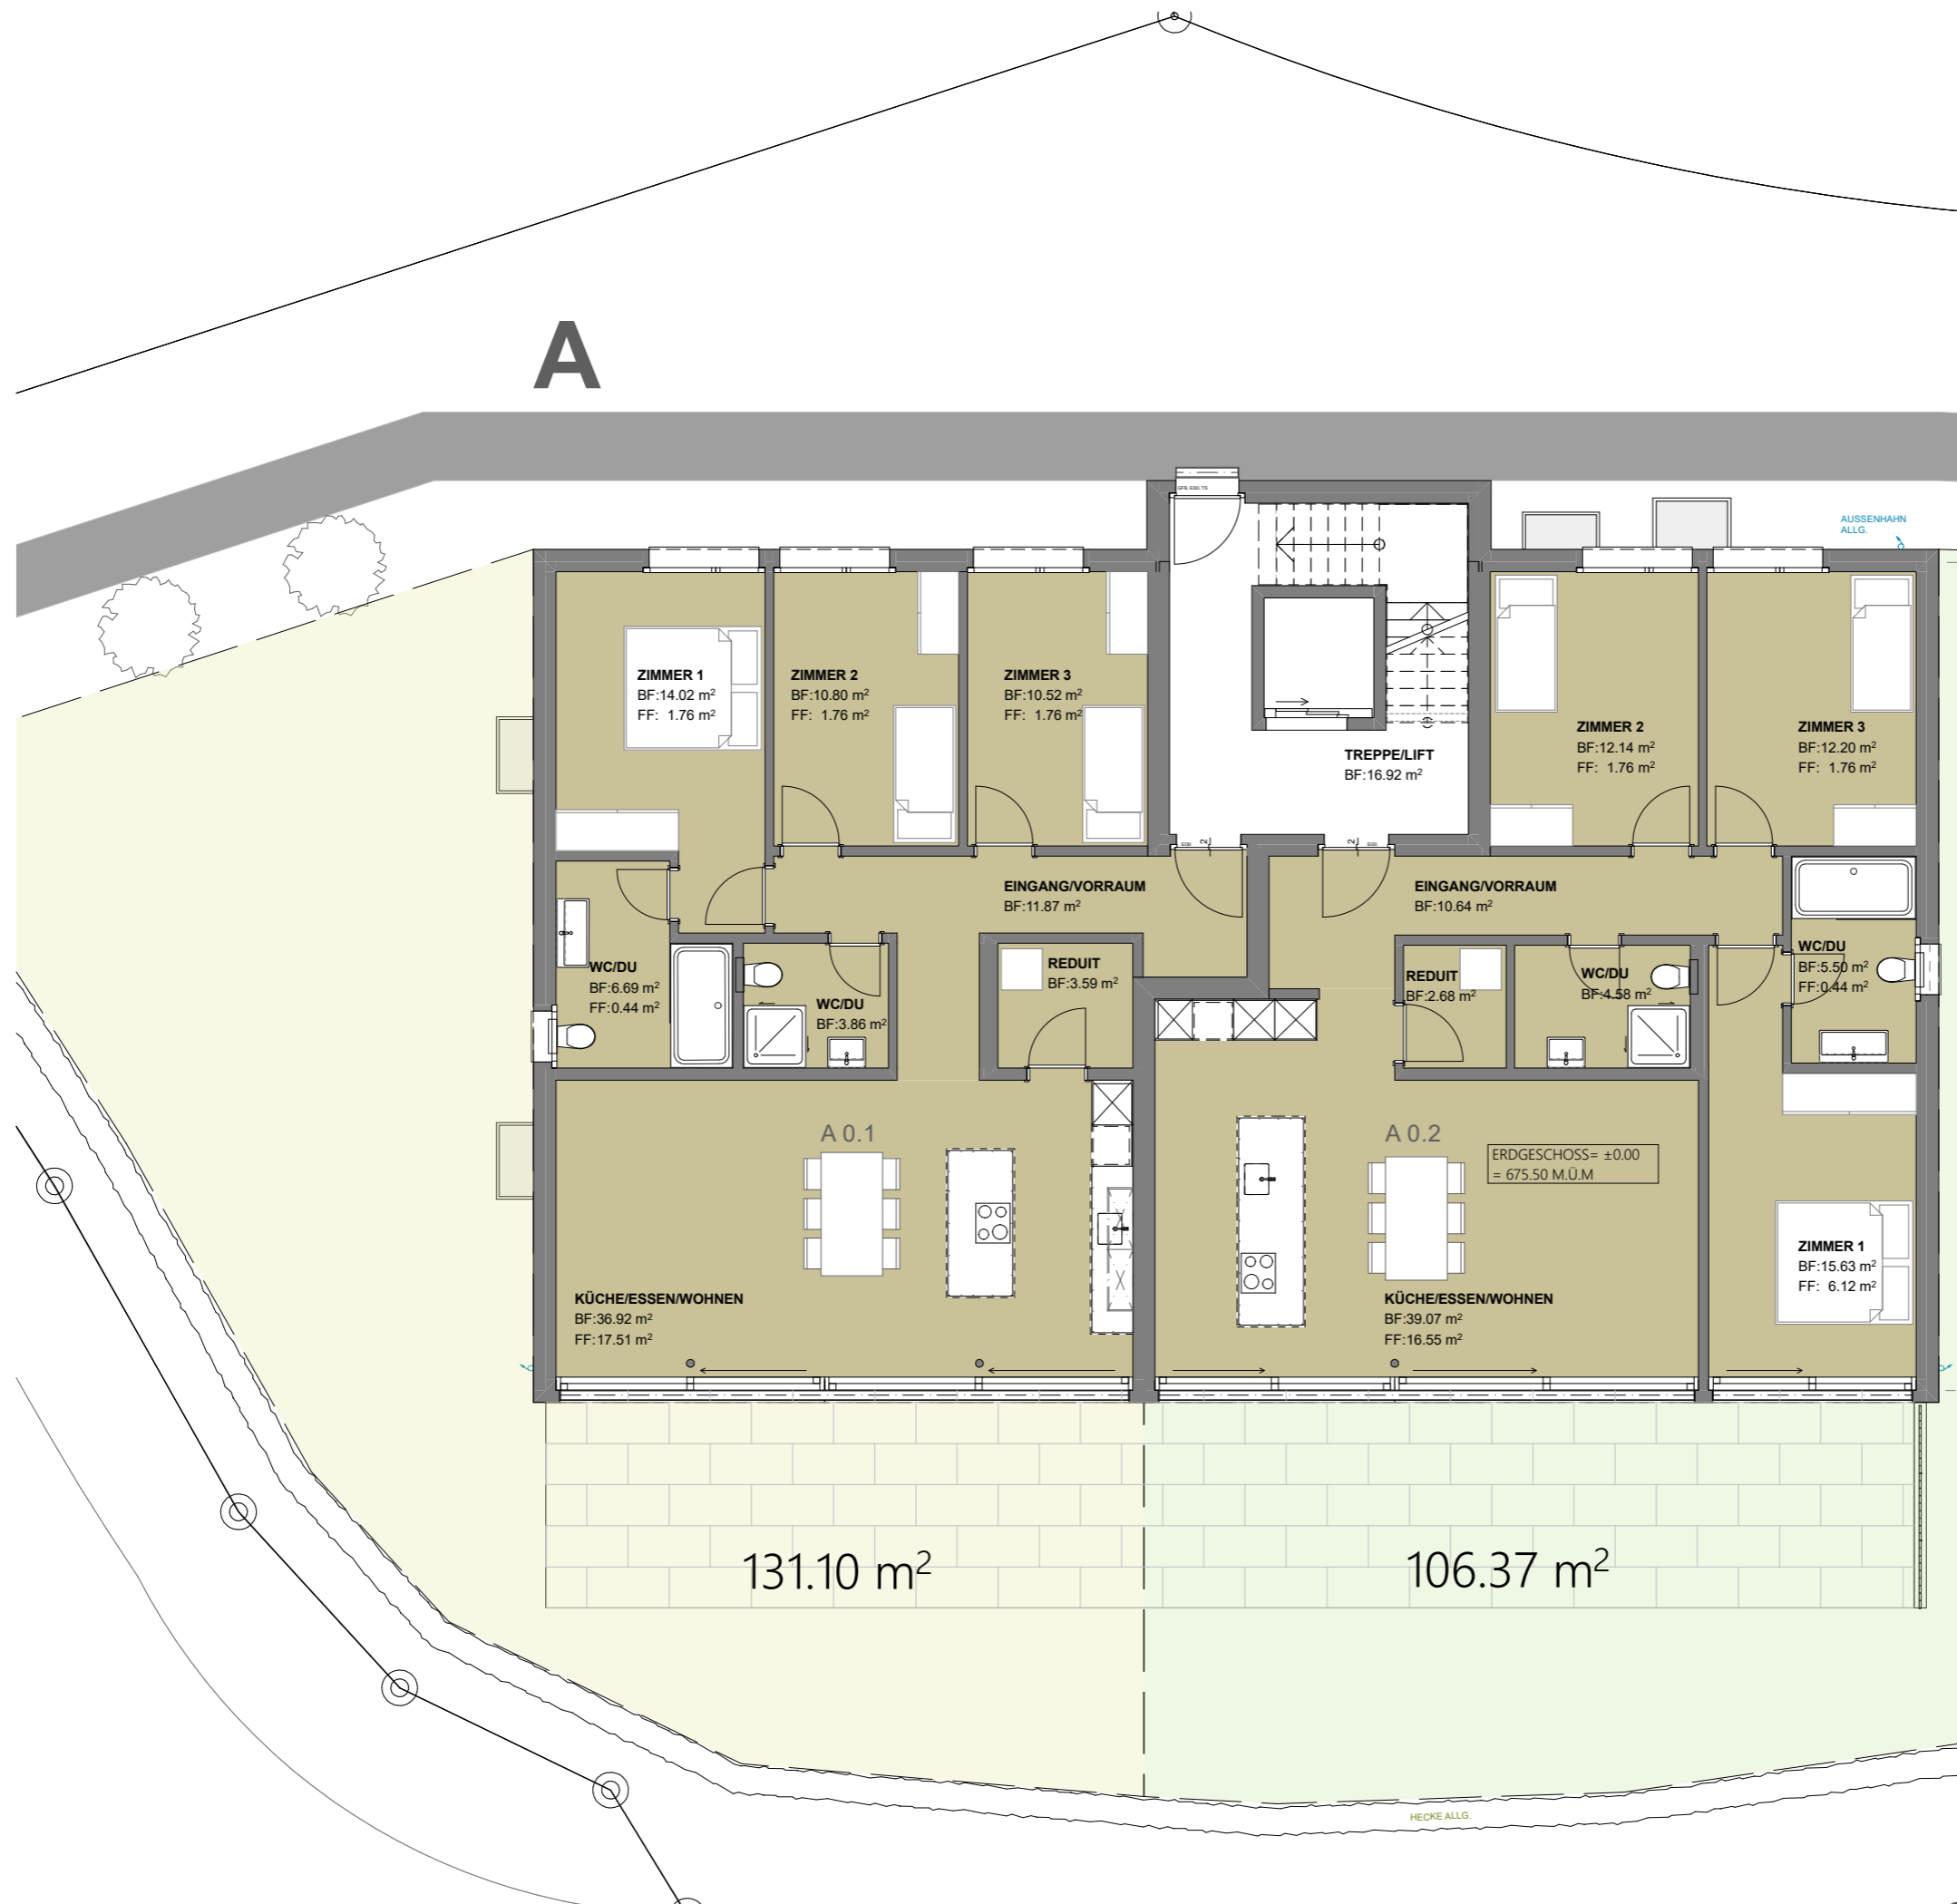 A
GFB, E030, TS
AUSSENHAHN
ALLG.
ZIMMER 1
BF:14.02 m²
FF: 1.76 m²
ZIMMER 2
BF:10.80 m²
FF: 1.76 m²
ZIMMER 3
BF:10.52 m²
FF: 1.76 m²
TREPPE/LIFT
BF:16.92 m²
ZIMMER 2
BF:12.14 m²
FF: 1.76 m²
ZIMMER 3
BF:12.20 m²
FF: 1.76 m²
2
2
EINGANG/VORRAUM
BF:11.87 m²
EINGANG/VORRAUM
BF:10.64 m²
WC/DU
BF:6.69 m²
FF:0.44 m²
WC/DU
BF:3.86 m²
REDUIT
BF:3.59 m²
REDUIT
BF:2.68 m²
WC/DU
BF:4.58 m²
WC/DU
BF:5.50 m²
FF:0.44 m²
A 0.1
A 0.2
ERDGESCHOSS= ±0.00
= 675.50 M.Ü.M
ZIMMER 1
BF:15.63 m²
FF: 6.12 m²
KÜCHE/ESSEN/WOHNEN
BF:36.92 m²
FF:17.51 m²
KÜCHE/ESSEN/WOHNEN
BF:39.07 m²
FF:16.55 m²
131.10 m²
106.37 m²
HECKE ALLG.